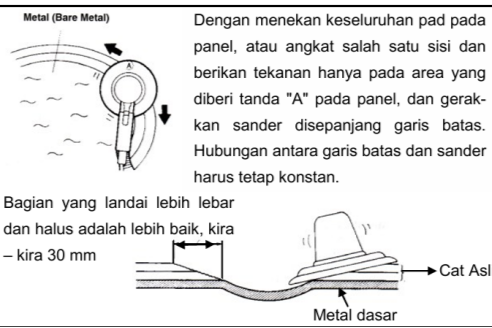 Metal (Bare Metal)
A
Dengan menekan keseluruhan pad pada
panel, atau angkat salah satu sisi dan
berikan tekanan hanya pada area yang
diberi tanda "A" pada panel, dan gerak-
kan sander disepanjang garis batas.
Hubungan antara garis batas dan sander
harus tetap konstan.
Bagian yang landai lebih lebar
dan halus adalah lebih baik, kira
– kira 30 mm
Cat Asl
Metal dasar